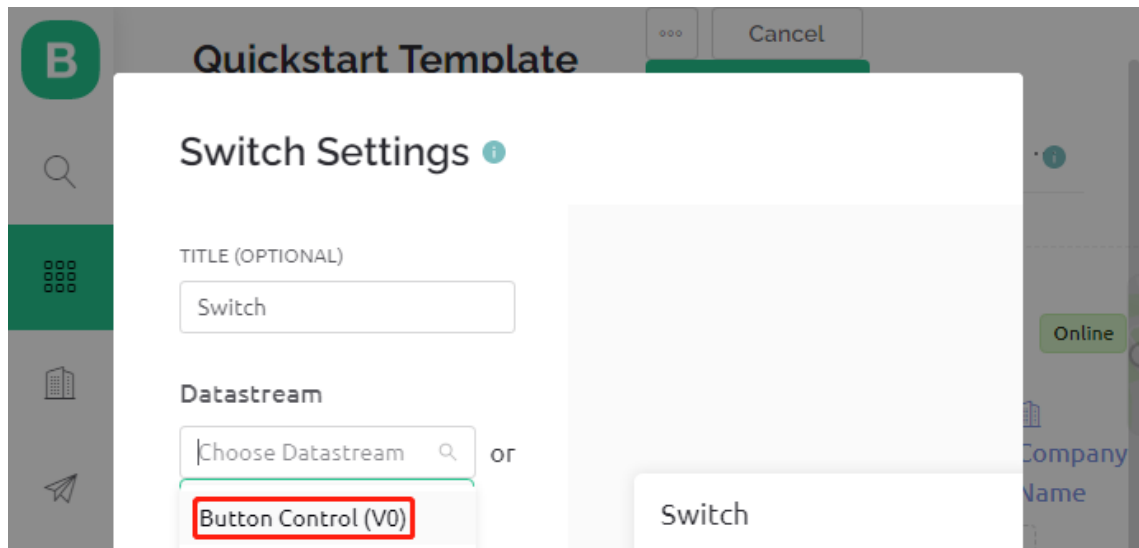 B
Quickstart Template
Cancel
Switch Settings
TITLE (OPTIONAL)
Switch
Online
Datastream
Choose Datastream
or
Company
Name
Button Control (V0)
Switch